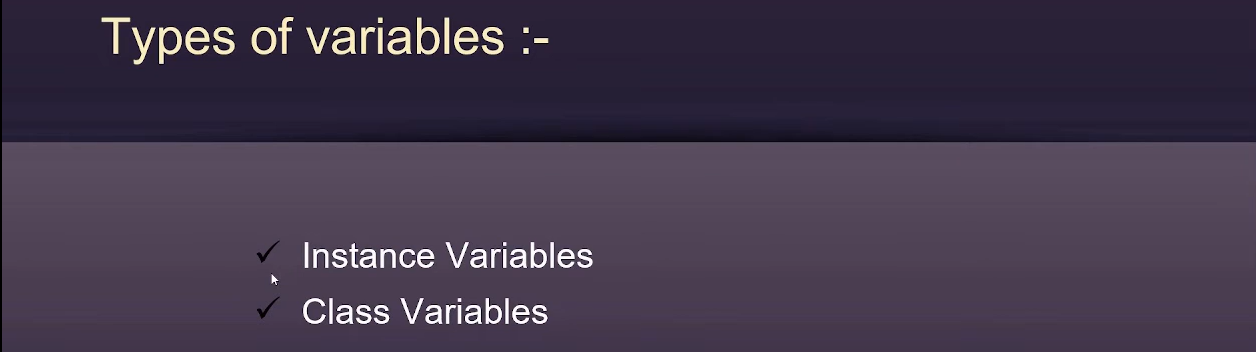 Types of variables :-
✓ Instance Variables
✓ Class Variables